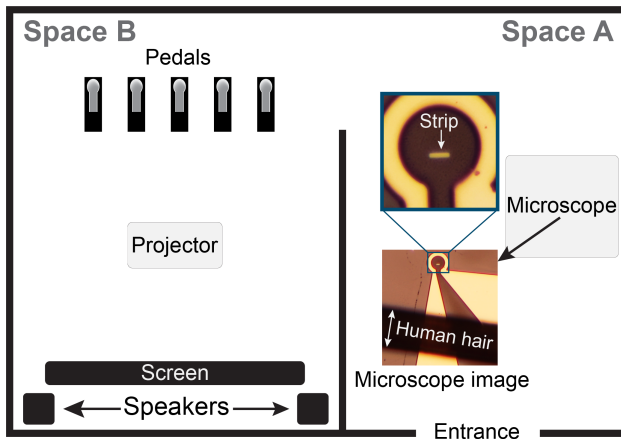 Space B
Space A
Pedals
Strip
Microscope
Projector
Human hair
Screen
Microscope image
Speakers
Entrance